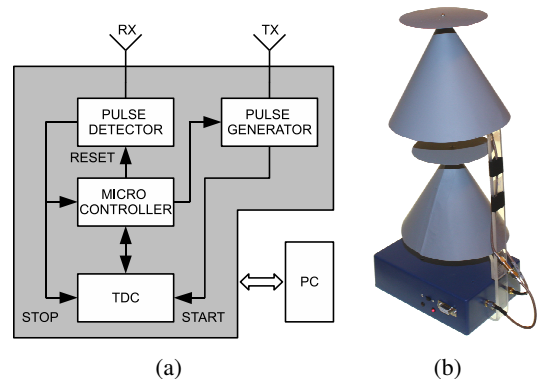 RX
TX
PULSE
DETECTOR
PULSE
GENERATOR
RESET
MICRO
CONTROLLER
TDC
PC
STOP
START
(a)
(b)